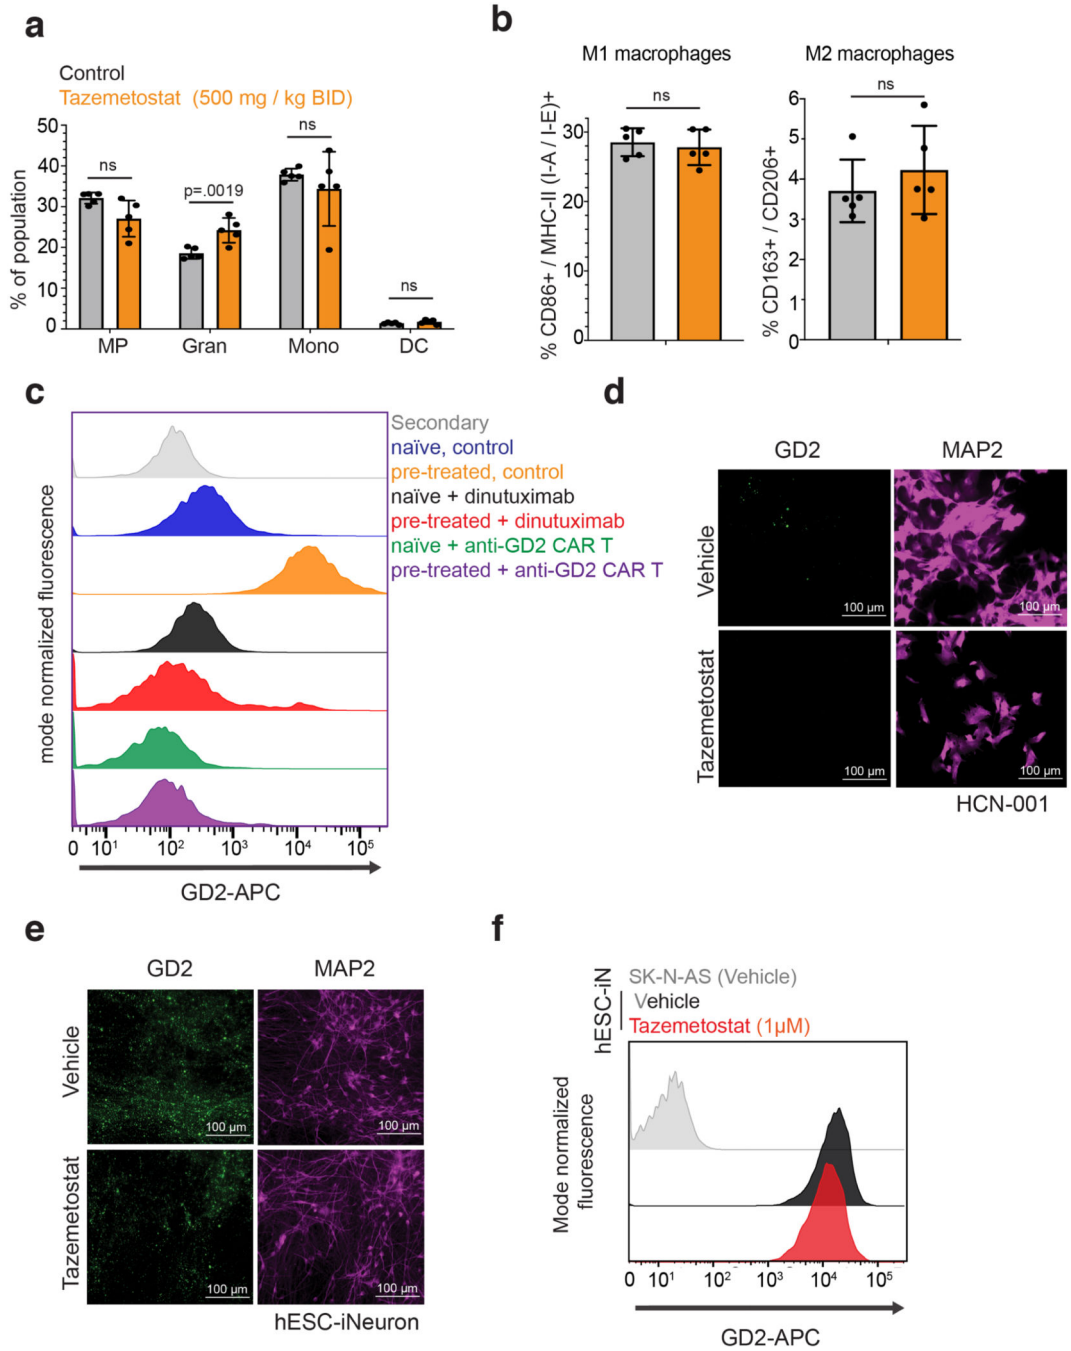 a
Control
Tazemetostat (500 mg / kg BID)
% of population
50
40
30
20
10
0
ns
p=.0019
ns
ns
MP
Gran
Mono
DC
b
M1 macrophages
% CD86+ / MHC-II (I-A / I-E)+
30
20
10
0
ns
M2 macrophages
% CD163+ / CD206+
6
5
4
3
2
1
0
ns
c
mode normalized fluorescence
Secondary
naïve, control
pre-treated, control
naïve + dinutuximab
pre-treated + dinutuximab
naïve + anti-GD2 CAR T
pre-treated + anti-GD2 CAR T
0 10¹ 10² 10³ 10⁴ 10⁵
GD2-APC
d
GD2
MAP2
Vehicle
100 µm
100 µm
Tazemetostat
100 µm
100 µm
HCN-001
e
GD2
MAP2
Vehicle
100 µm
100 µm
Tazemetostat
100 µm
100 µm
hESC-iNeuron
f
hESC-iN
SK-N-AS (Vehicle)
Vehicle
Tazemetostat (1µM)
Mode normalized
fluorescence
0 10¹ 10² 10³ 10⁴ 10⁵
GD2-APC